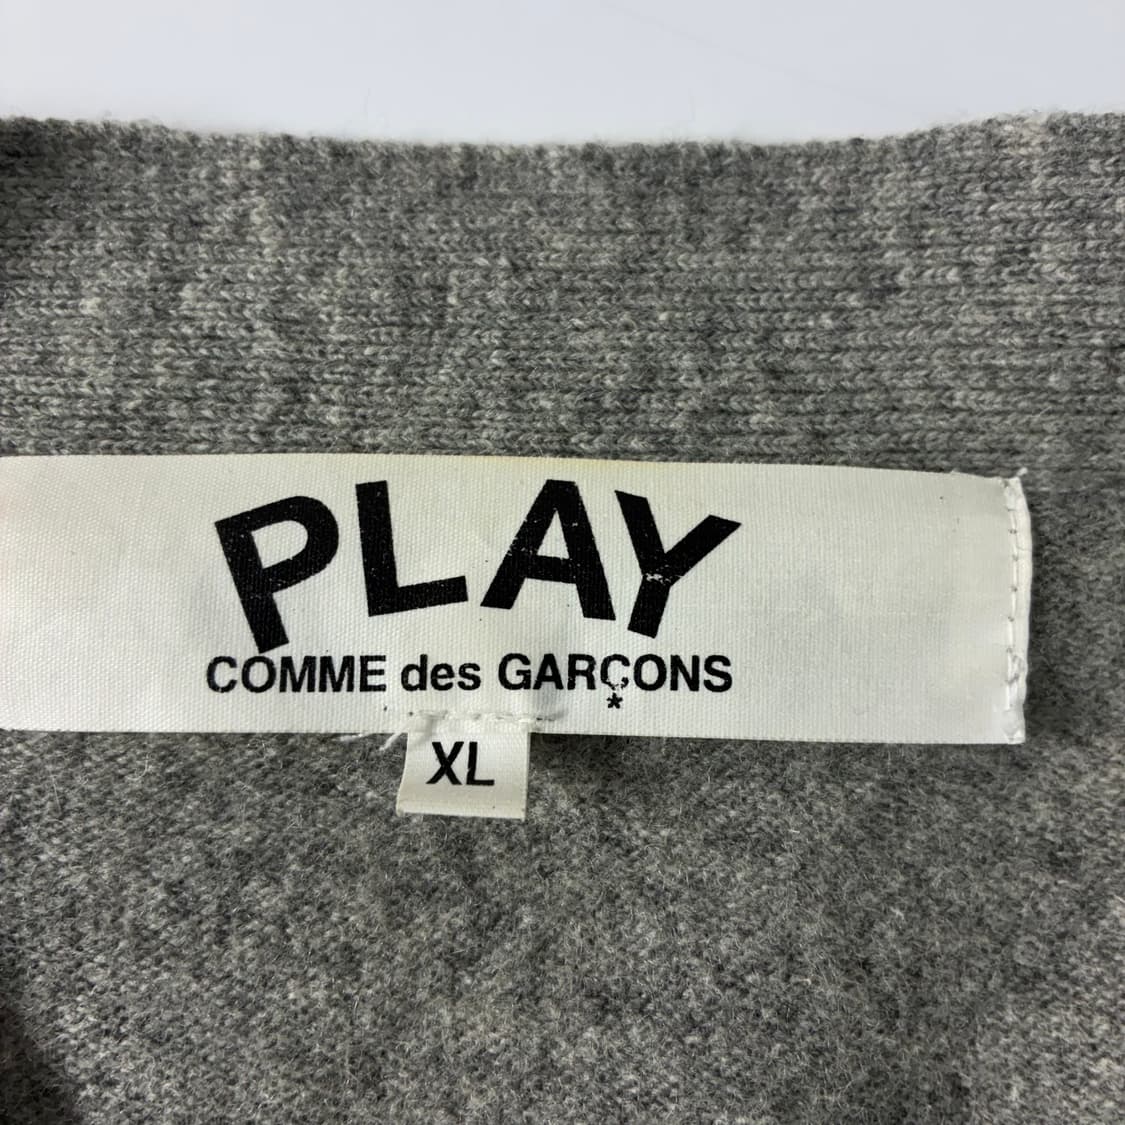 PLAY
COMME des GARÇONS
*
XL